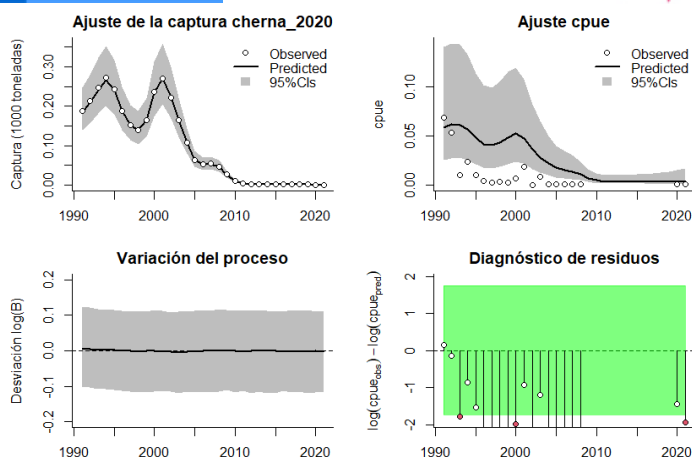 Ajuste de la captura cherna_2020
Captura (1000 toneladas)
0.00 0.10 0.20 0.30
Observed
Predicted
95%CIs
1990 2000 2010 2020
Ajuste cpue
cpue
0.00 0.05 0.10
Observed
Predicted
95%CIs
1990 2000 2010 2020
Variación del proceso
Desviación log(B)
-0.2 -0.1 0.0 0.1 0.2
1990 2000 2010 2020
Diagnóstico de residuos
log(cpue_obs) − log(cpue_pred)
-2 -1 0 1 2
1990 2000 2010 2020